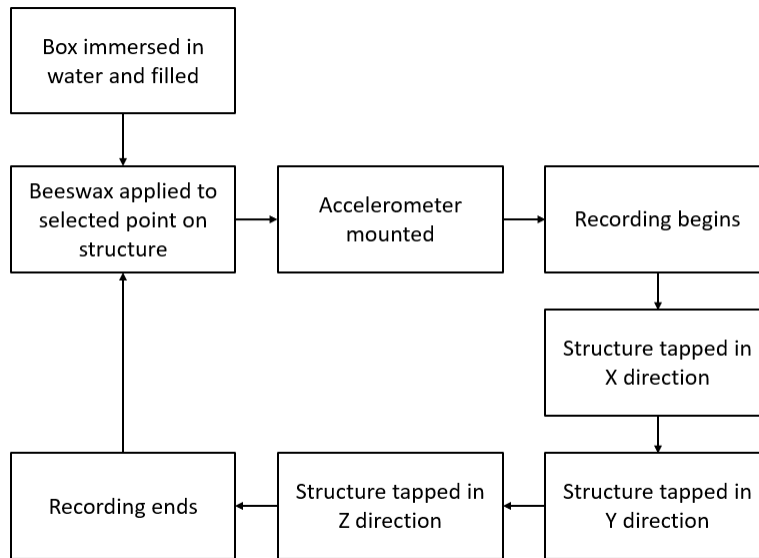 Box immersed in
water and filled
Beeswax applied to
selected point on
structure
Accelerometer
mounted
Recording begins
Structure tapped in
X direction
Structure tapped in
Y direction
Structure tapped in
Z direction
Recording ends